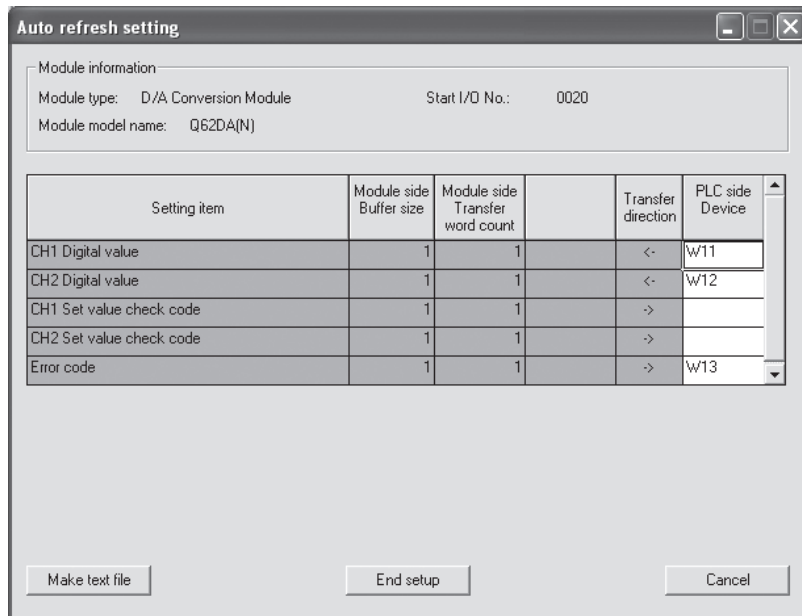 Auto refresh setting
Module information
Module type: D/A Conversion Module Start I/O No.: 0020
Module model name: Q62DA(N)
Setting item Module side Buffer size Module side Transfer word count Transfer direction PLC side Device
CH1 Digital value 1 1 <- W11
CH2 Digital value 1 1 <- W12
CH1 Set value check code 1 1 ->
CH2 Set value check code 1 1 ->
Error code 1 1 -> W13
Make text file End setup Cancel